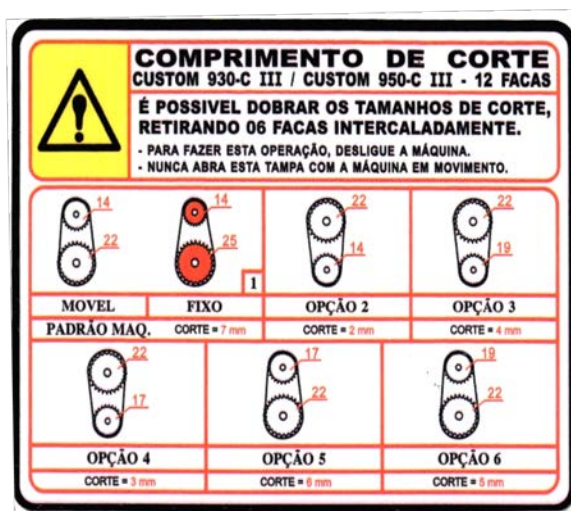 COMPRIMENTO DE CORTE
CUSTOM 930-C III / CUSTOM 950-C III - 12 FACAS
É POSSIVEL DOBRAR OS TAMANHOS DE CORTE,
RETIRANDO 06 FACAS INTERCALADAMENTE.
- PARA FAZER ESTA OPERAÇÃO, DESLIGUE A MÁQUINA.
- NUNCA ABRA ESTA TAMPA COM A MÁQUINA EM MOVIMENTO.
14
22
14
25
1
MOVEL
FIXO
PADRÃO MAQ.
CORTE = 7 mm
22
14
OPÇÃO 2
CORTE = 2 mm
22
19
OPÇÃO 3
CORTE = 4 mm
22
17
OPÇÃO 4
CORTE = 3 mm
17
22
OPÇÃO 5
CORTE = 6 mm
19
22
OPÇÃO 6
CORTE = 5 mm